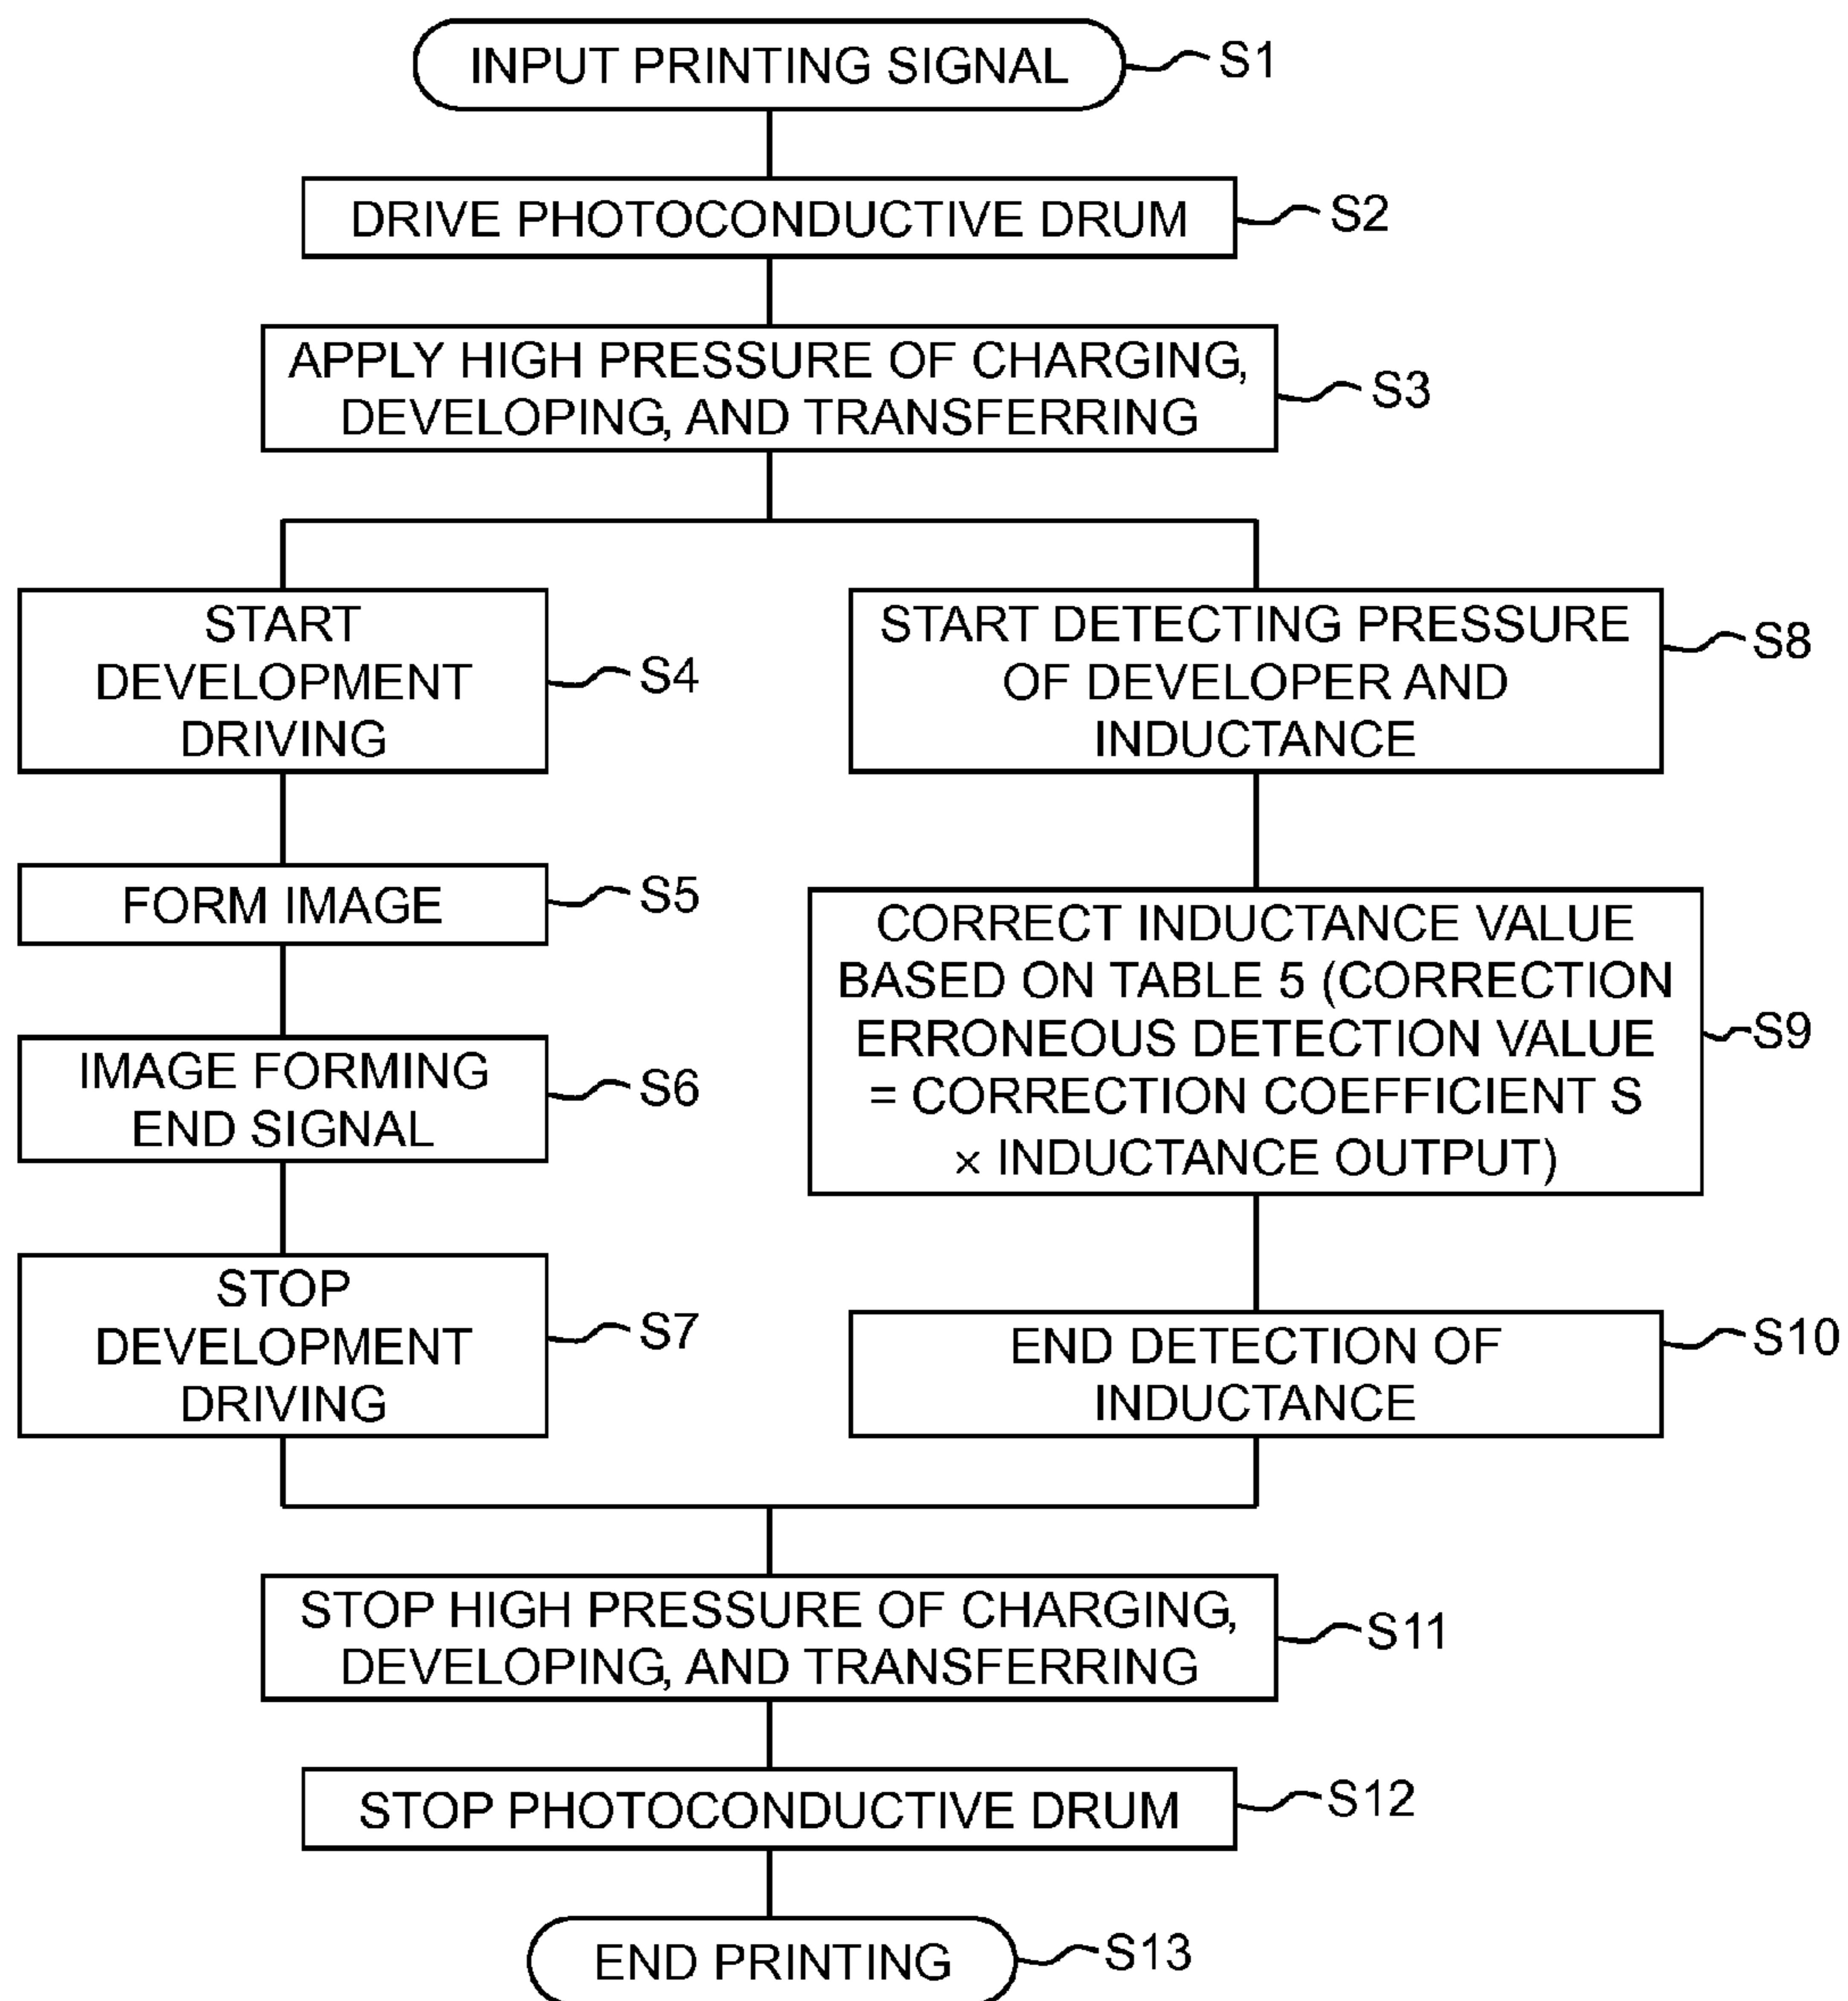 INPUT PRINTING SIGNAL
S1
DRIVE PHOTOCONDUCTIVE DRUM
S2
APPLY HIGH PRESSURE OF CHARGING,
DEVELOPING, AND TRANSFERRING
S3
START
DEVELOPMENT
DRIVING
S4
FORM IMAGE
S5
IMAGE FORMING
END SIGNAL
S6
STOP
DEVELOPMENT
DRIVING
S7
START DETECTING PRESSURE
OF DEVELOPER AND
INDUCTANCE
S8
CORRECT INDUCTANCE VALUE
BASED ON TABLE 5 (CORRECTION
ERRONEOUS DETECTION VALUE
= CORRECTION COEFFICIENT S
× INDUCTANCE OUTPUT)
S9
END DETECTION OF
INDUCTANCE
S10
STOP HIGH PRESSURE OF CHARGING,
DEVELOPING, AND TRANSFERRING
S11
STOP PHOTOCONDUCTIVE DRUM
S12
END PRINTING
S13